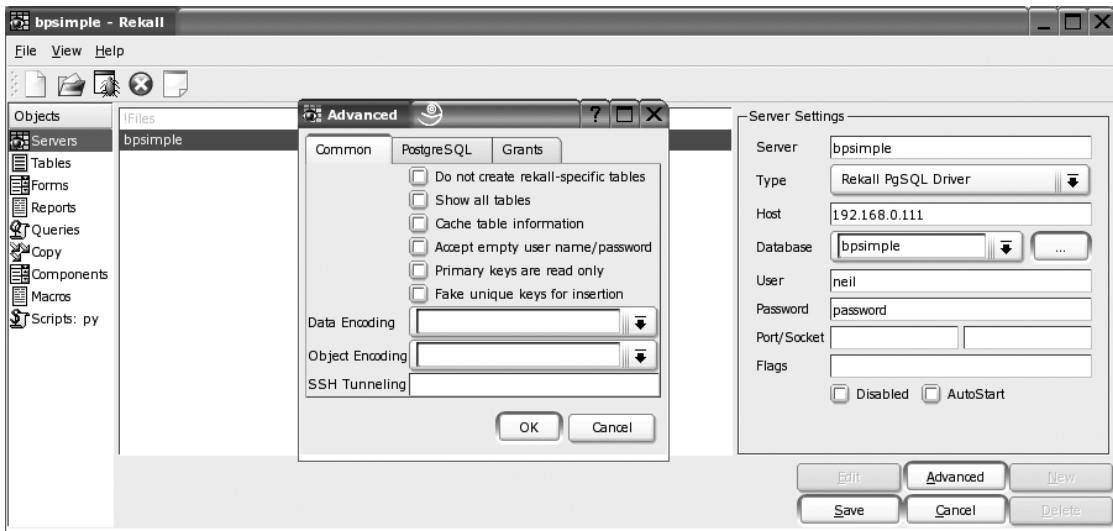 bpsimple - Rekall
File View Help
Objects
Servers
Tables
Forms
Reports
Queries
Copy
Components
Macros
Scripts: py
!Files
bpsimple
Advanced
?
Common PostgreSQL Grants
Do not create rekall-specific tables
Show all tables
Cache table information
Accept empty user name/password
Primary keys are read only
Fake unique keys for insertion
Data Encoding
Object Encoding
SSH Tunneling
OK Cancel
Server Settings
Server bpsimple
Type Rekall PgSQL Driver
Host 192.168.0.111
Database bpsimple ...
User neil
Password password
Port/Socket
Flags
Disabled AutoStart
Edit Advanced New
Save Cancel Delete